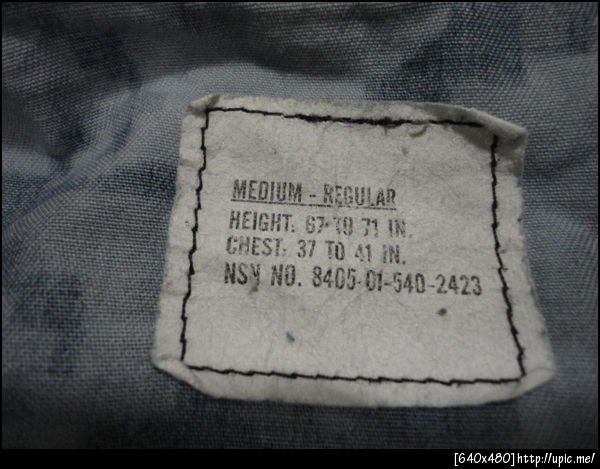 MEDIUM - REGULAR
HEIGHT: 67 TO 71 IN.
CHEST: 37 TO 41 IN.
NSN NO. 8405-01-540-2423
[640x480]http://upic.me/